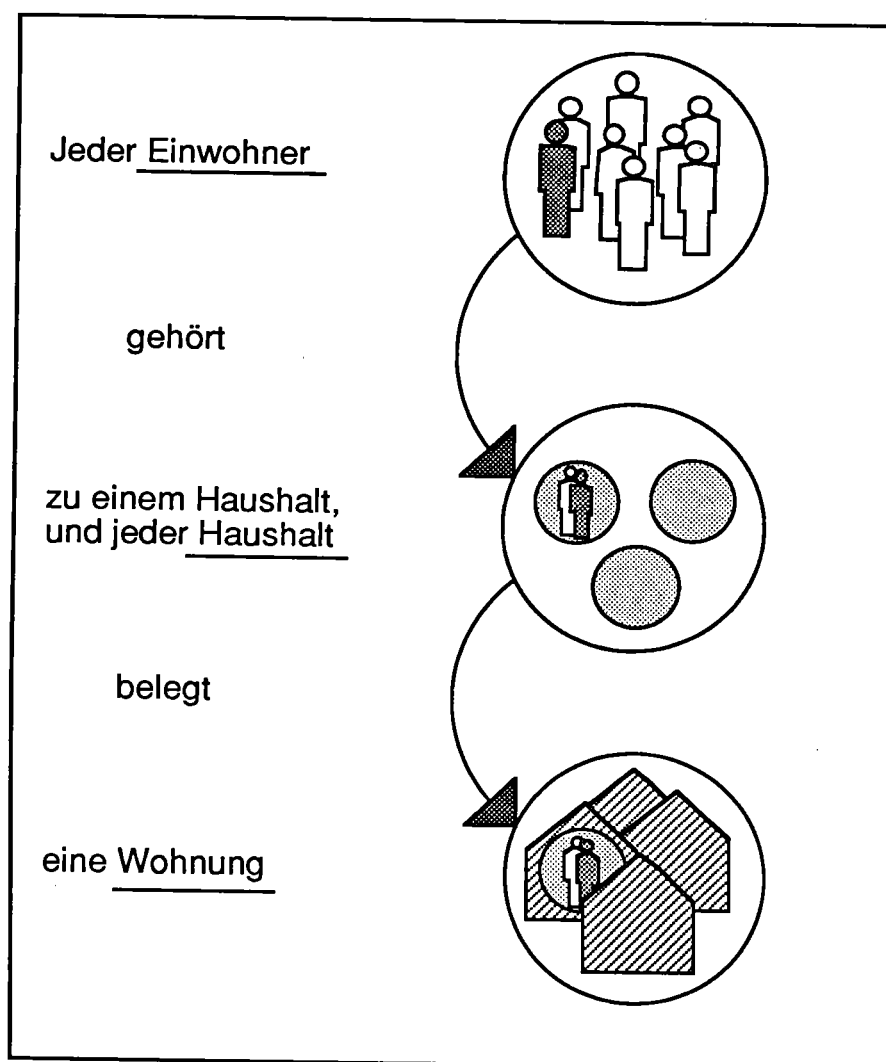 Jeder Einwohner
gehört
zu einem Haushalt,
und jeder Haushalt
belegt
eine Wohnung